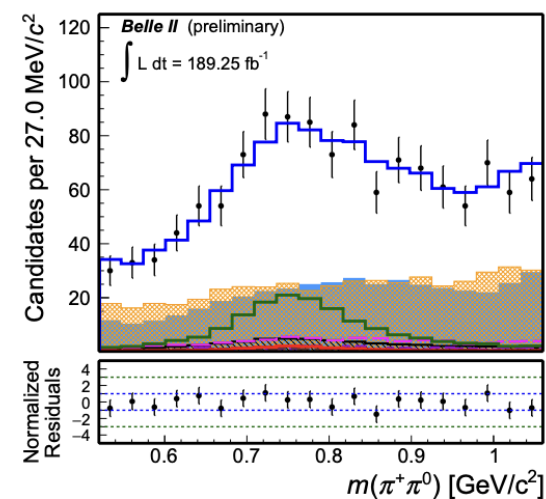 Candidates per 27.0 MeV/c²
120
100
80
60
40
20
Belle II (preliminary)
∫ L dt = 189.25 fb⁻¹
Normalized
Residuals
4
2
0
−2
−4
0.6 0.7 0.8 0.9 1
m(π⁺π⁰) [GeV/c²]